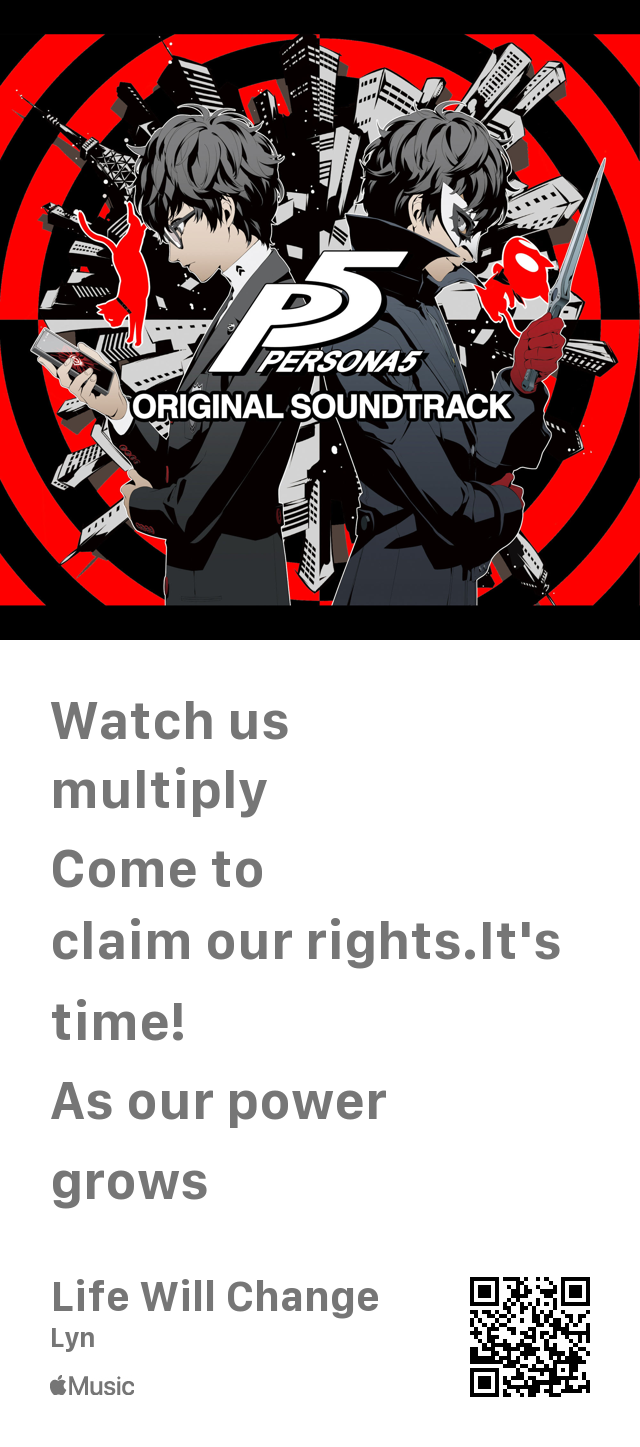 P5
PERSONA5
ORIGINAL SOUNDTRACK
Watch us
multiply
Come to
claim our rights.It's
time!
As our power
grows
Life Will Change
Lyn
Music